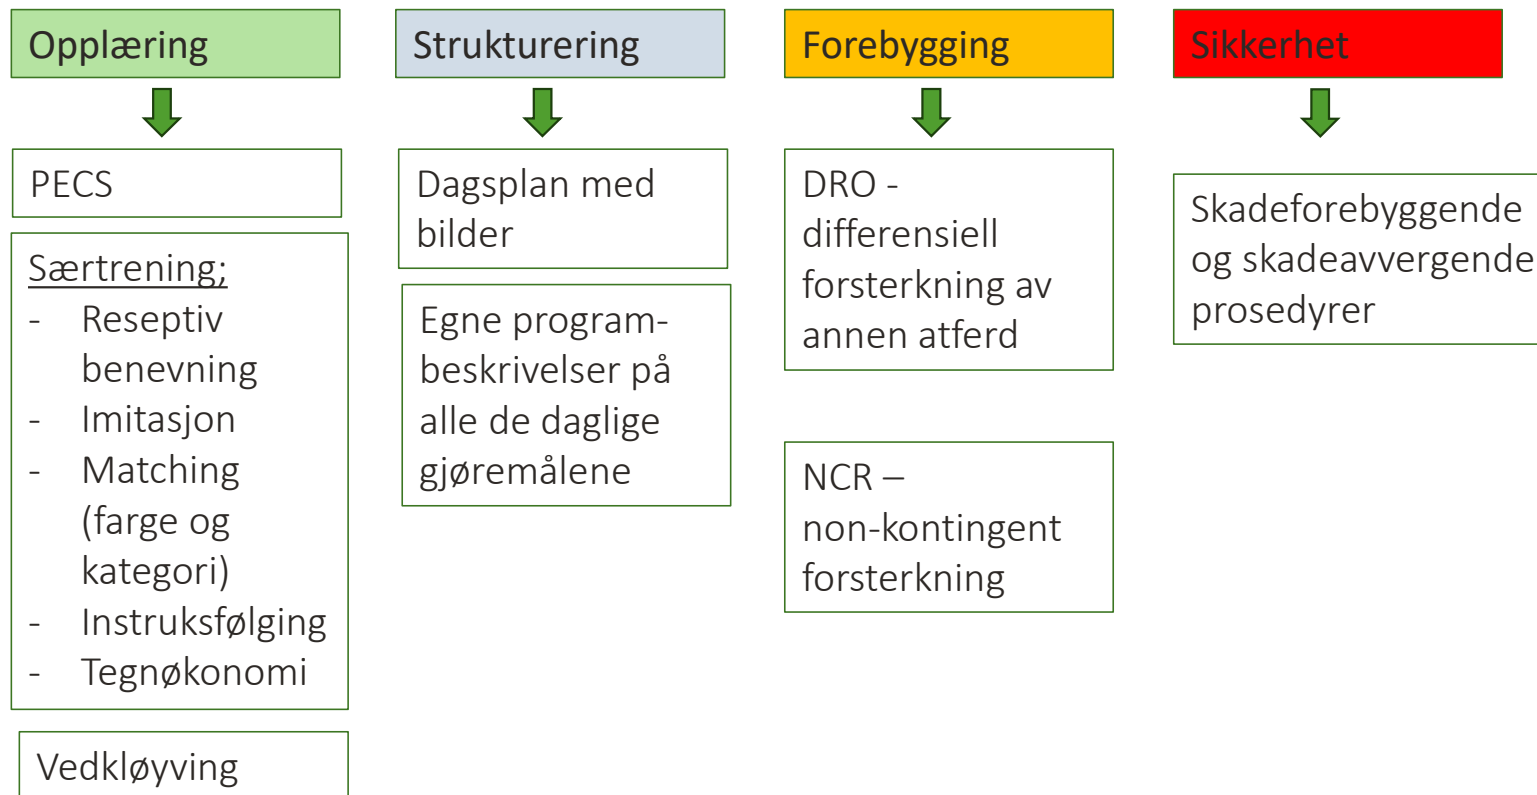 Opplæring
PECS
Særtrening;
- Reseptiv
benevning
- Imitasjon
- Matching
(farge og
kategori)
- Instruksfølging
- Tegnøkonomi
Vedkløyving
Strukturering
Dagsplan med
bilder
Egne program-
beskrivelser på
alle de daglige
gjøremålene
Forebygging
DRO -
differensiell
forsterkning av
annen atferd
NCR –
non-kontingent
forsterkning
Sikkerhet
Skadeforebyggende
og skadeavvergende
prosedyrer